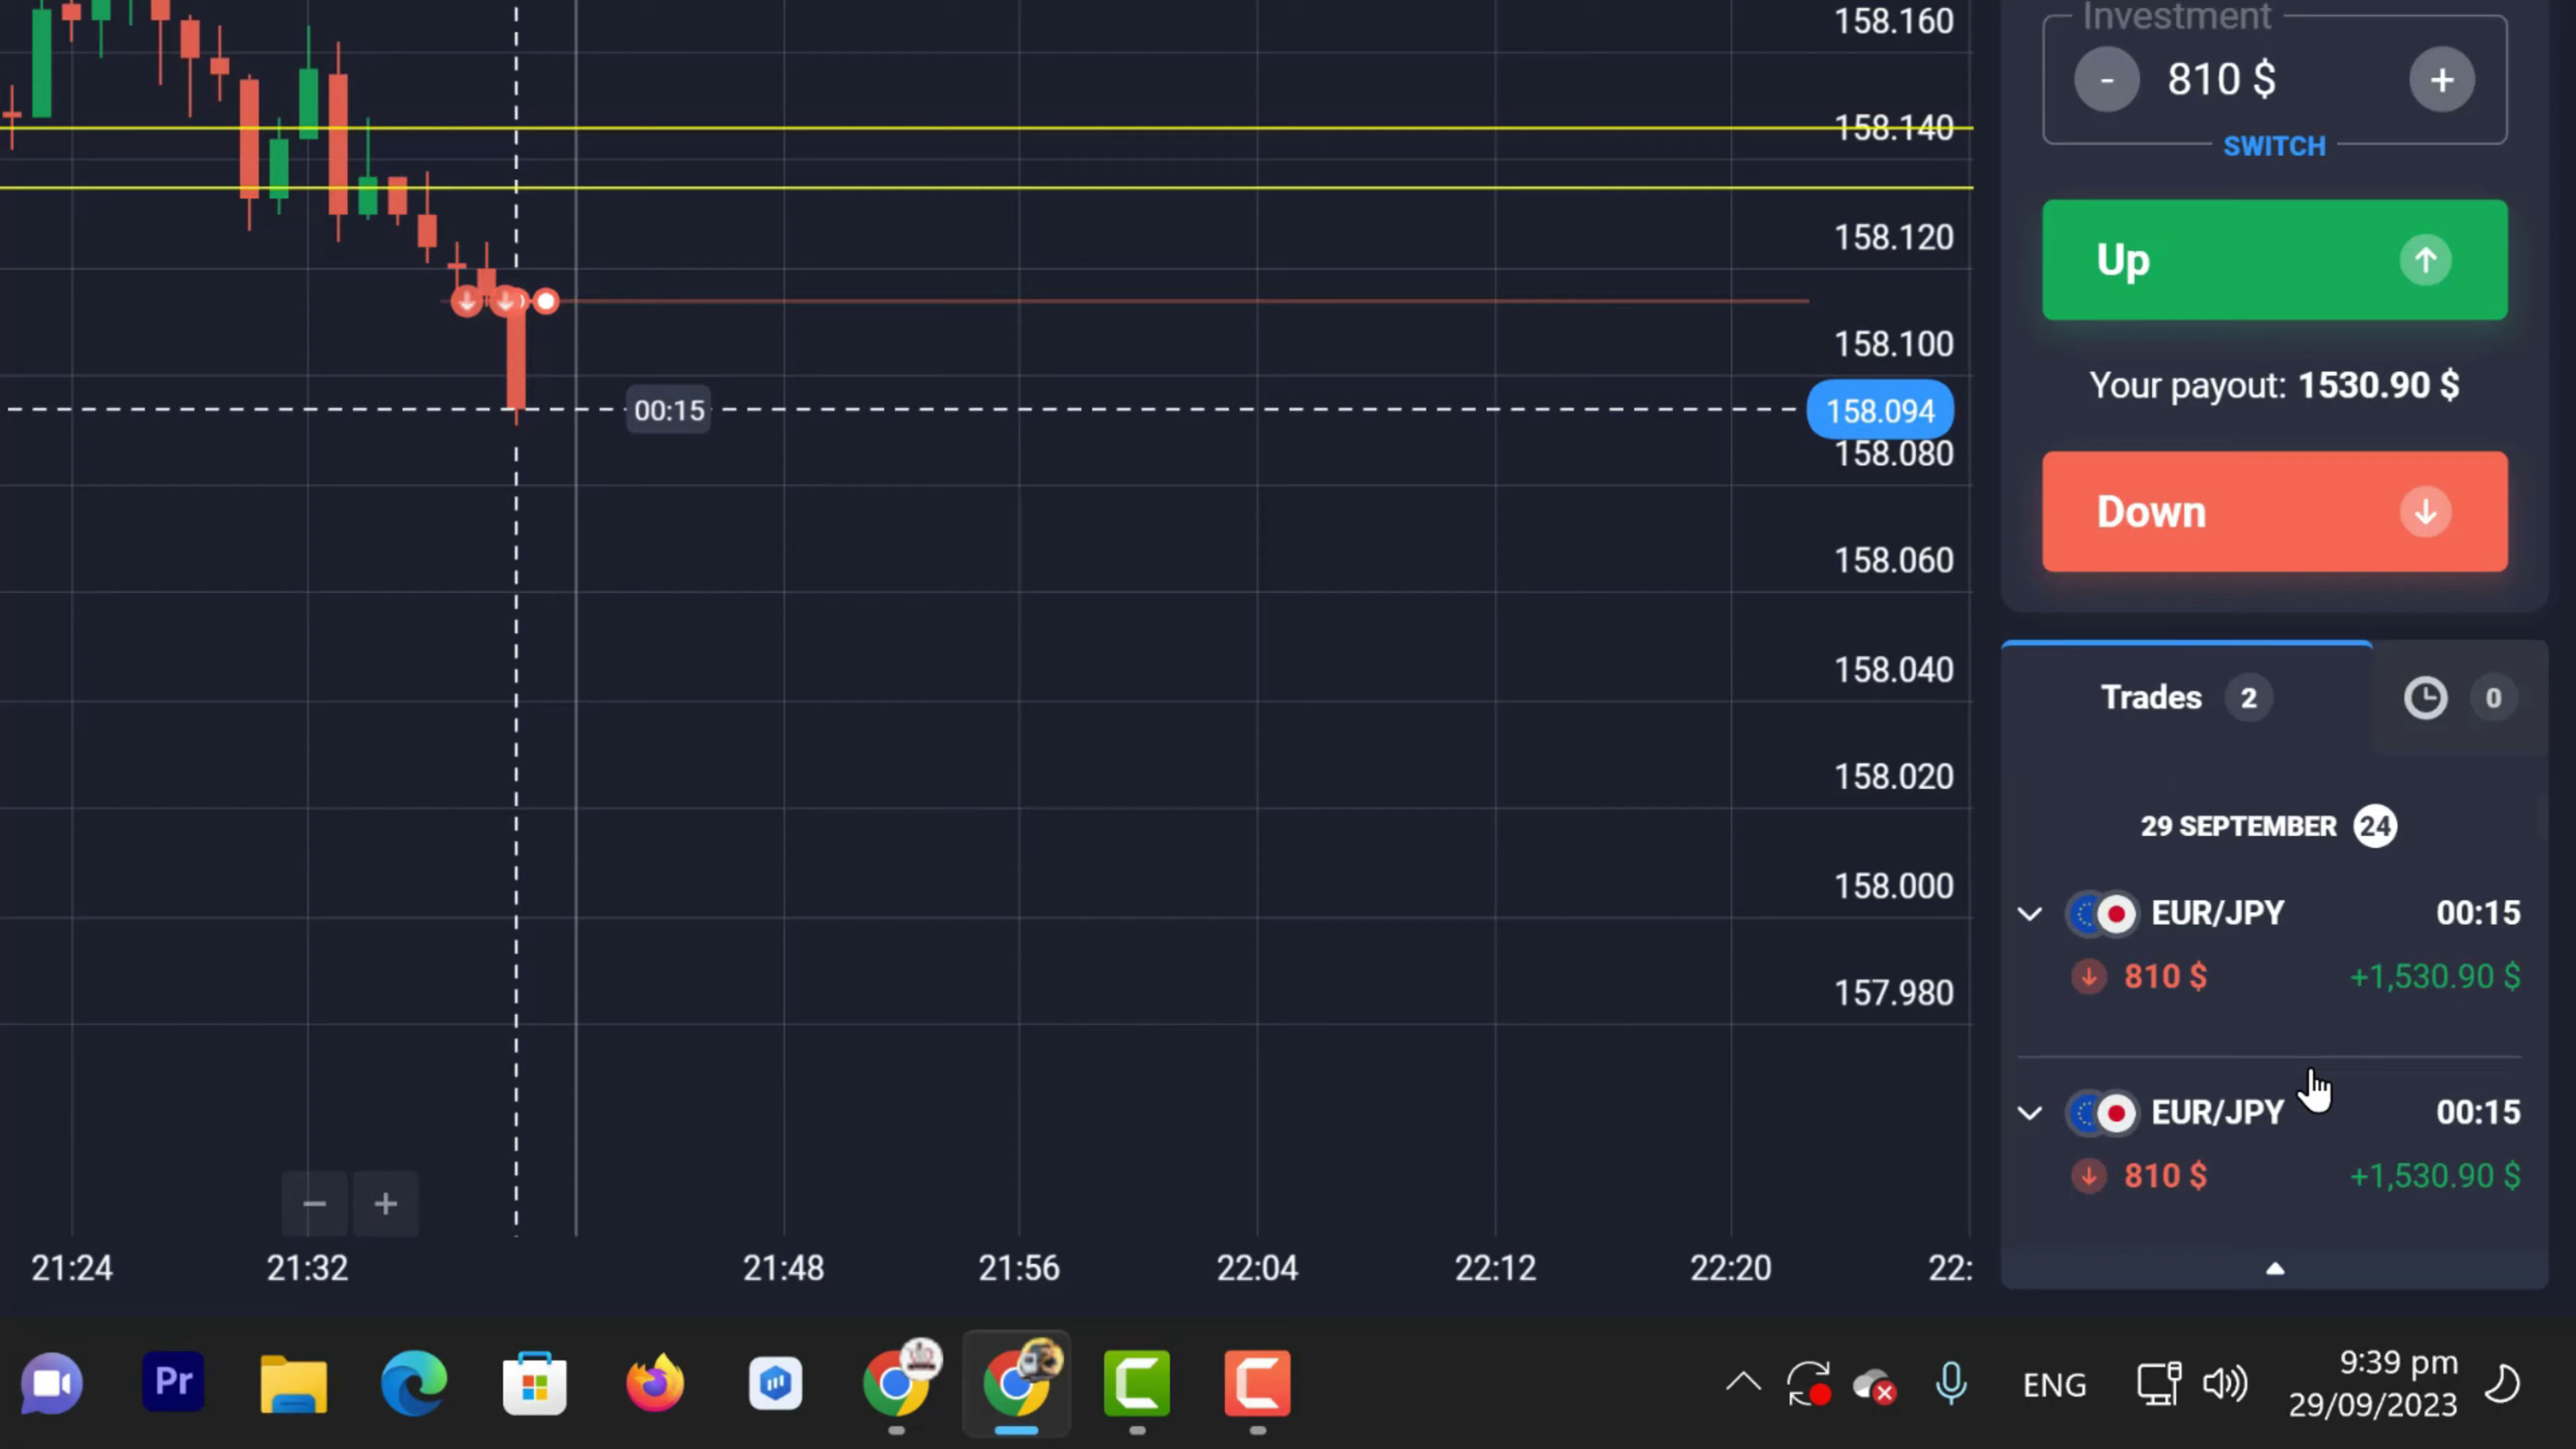 158.160
158.140
158.120
158.100
00:15
158.094
158.080
158.060
158.040
158.020
158.000
157.980
21:24
21:32
21:48
21:56
22:04
22:12
22:20
22:
Investment
- 810 $ +
SWITCH
Up
Your payout: 1530.90 $
Down
Trades 2
0
29 SEPTEMBER 24
EUR/JPY 00:15
810 $ +1,530.90 $
EUR/JPY 00:15
810 $ +1,530.90 $
Pr
ENG
9:39 pm
29/09/2023